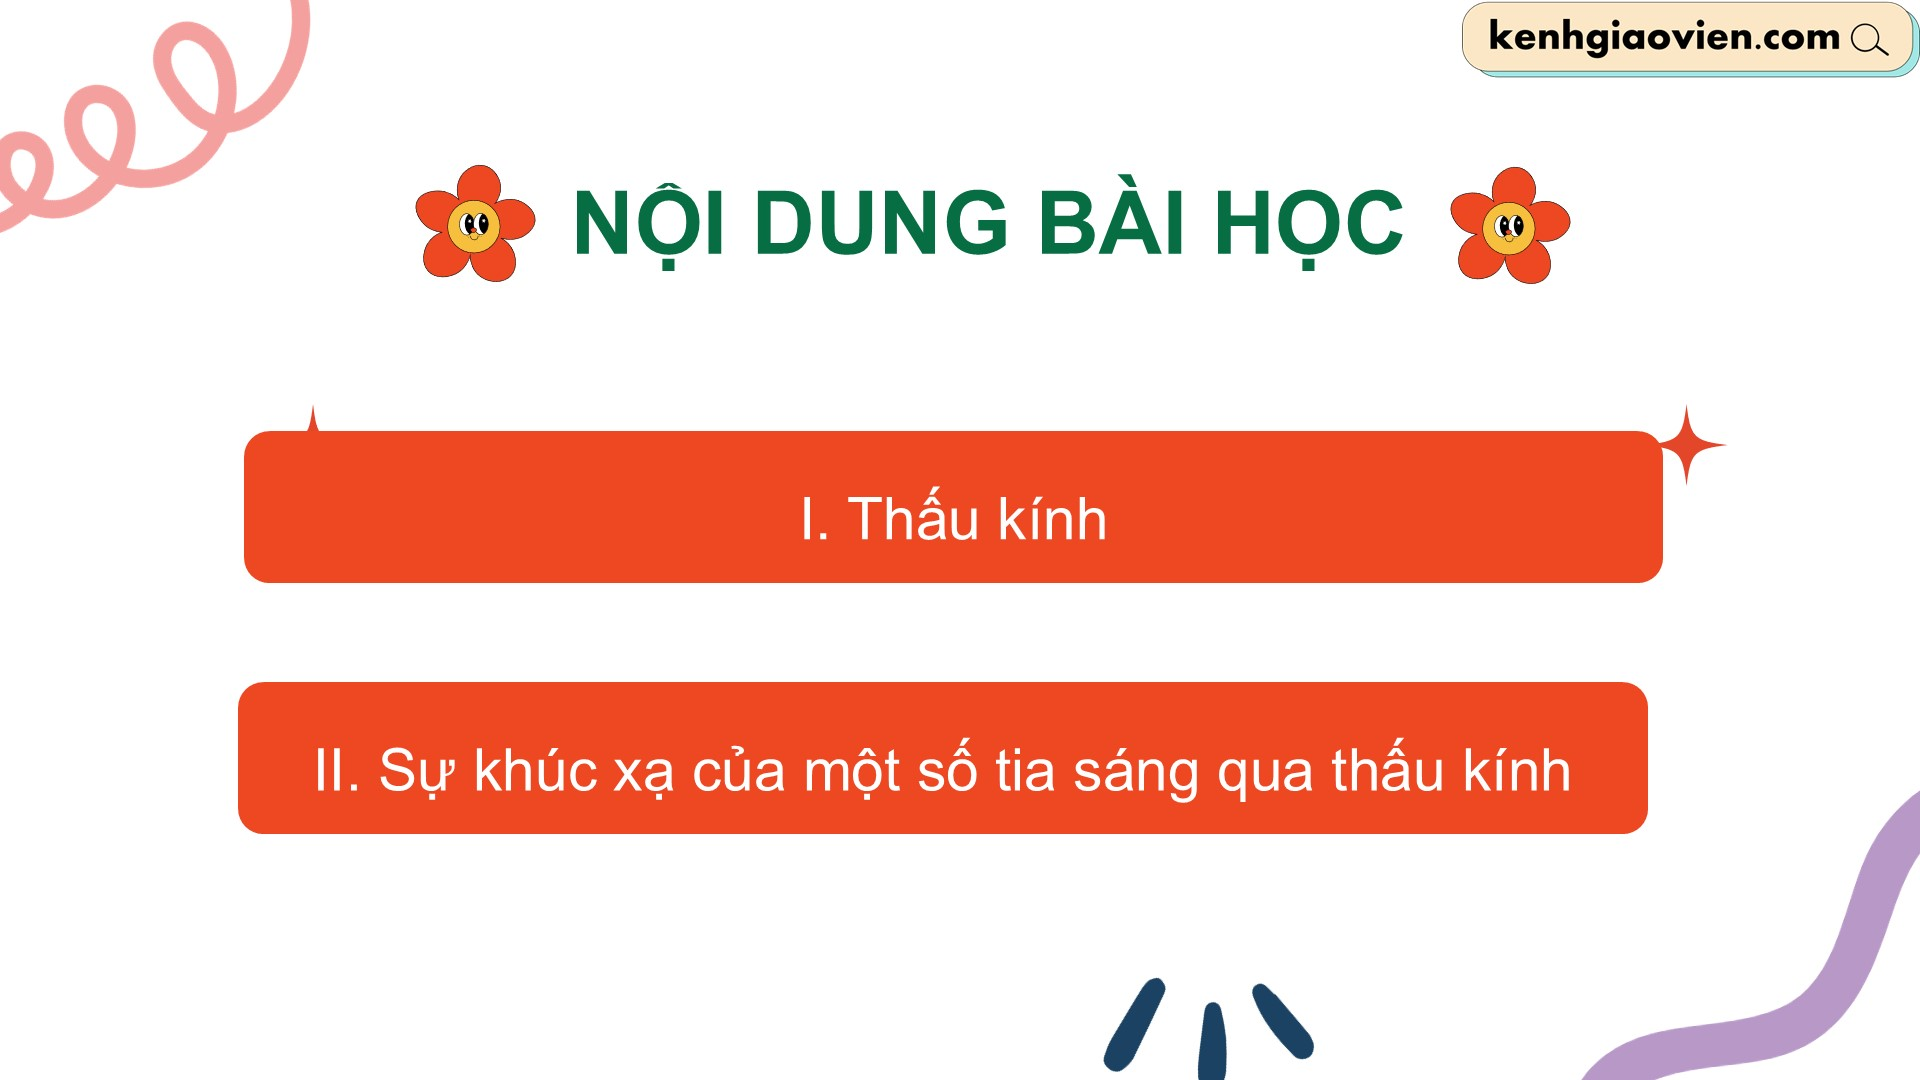 kenhgiaovien.com
NỘI DUNG BÀI HỌC
I. Thấu kính
II. Sự khúc xạ của một số tia sáng qua thấu kính